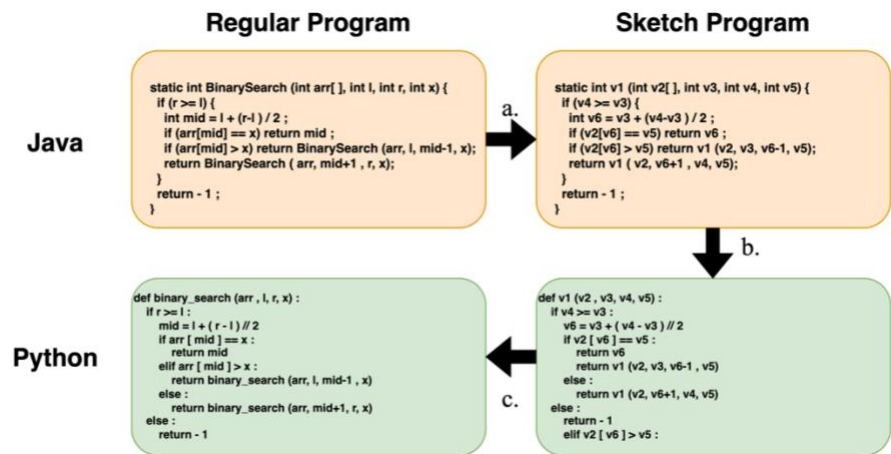 Regular Program
Sketch Program
Java
static int BinarySearch (int arr[ ], int l, int r, int x) {
if (r >= l) {
int mid = l + (r-l ) / 2 ;
if (arr[mid] == x) return mid ;
if (arr[mid] > x) return BinarySearch (arr, l, mid-1, x);
return BinarySearch ( arr, mid+1 , r, x);
}
return - 1 ;
}
a.
static int v1 (int v2[ ], int v3, int v4, int v5) {
if (v4 >= v3) {
int v6 = v3 + (v4-v3 ) / 2 ;
if (v2[v6] == v5) return v6 ;
if (v2[v6] > v5) return v1 (v2, v3, v6-1, v5);
return v1 ( v2, v6+1 , v4, v5);
}
return - 1 ;
}
b.
Python
def binary_search (arr , l, r, x) :
if r >= l :
mid = l + ( r - l ) // 2
if arr [ mid ] == x :
return mid
elif arr [ mid ] > x :
return binary_search (arr, l, mid-1 , x)
else :
return binary_search (arr, mid+1, r, x)
else :
return - 1
c.
def v1 (v2 , v3, v4, v5) :
if v4 >= v3 :
v6 = v3 + ( v4 - v3 ) // 2
if v2 [ v6 ] == v5 :
return v6
return v1 (v2, v3, v6-1 , v5)
else :
return v1 (v2, v6+1, v4, v5)
else :
return - 1
elif v2 [ v6 ] > v5 :